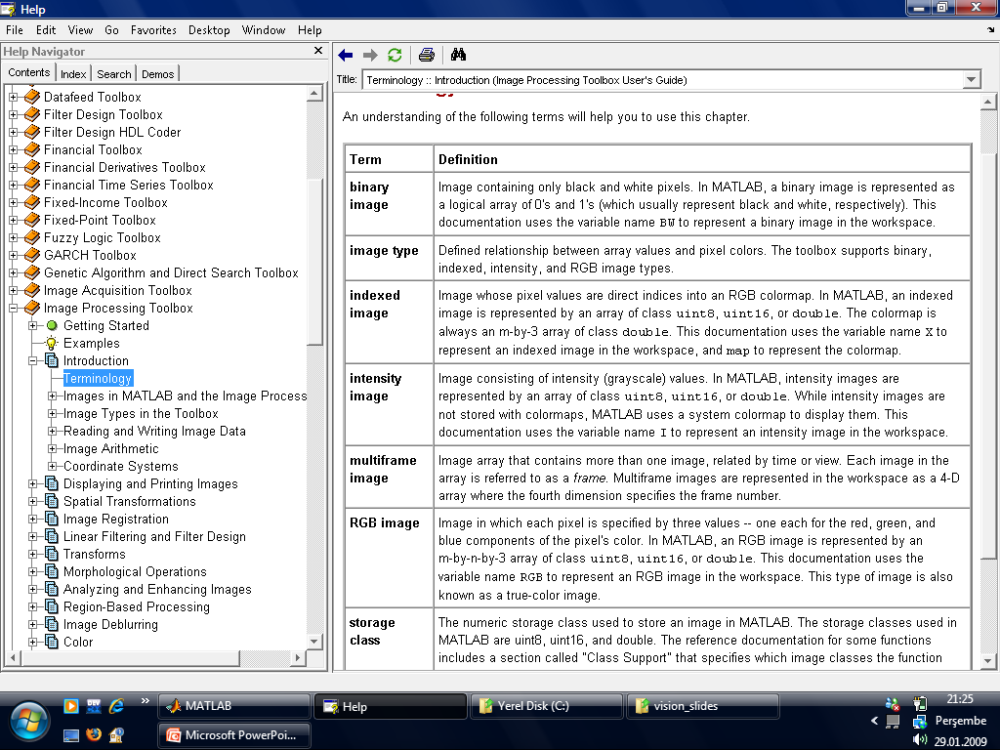 Help
File Edit View Go Favorites Desktop Window Help
Help Navigator
Contents Index Search Demos
Datafeed Toolbox
Filter Design Toolbox
Filter Design HDL Coder
Financial Toolbox
Financial Derivatives Toolbox
Financial Time Series Toolbox
Fixed-Income Toolbox
Fixed-Point Toolbox
Fuzzy Logic Toolbox
GARCH Toolbox
Genetic Algorithm and Direct Search Toolbox
Image Acquisition Toolbox
Image Processing Toolbox
Getting Started
Examples
Introduction
Terminology
Images in MATLAB and the Image Process
Image Types in the Toolbox
Reading and Writing Image Data
Image Arithmetic
Coordinate Systems
Displaying and Printing Images
Spatial Transformations
Image Registration
Linear Filtering and Filter Design
Transforms
Morphological Operations
Analyzing and Enhancing Images
Region-Based Processing
Image Deblurring
Color
Title: Terminology :: Introduction (Image Processing Toolbox User's Guide)
An understanding of the following terms will help you to use this chapter.
Term Definition
binary
image
Image containing only black and white pixels. In MATLAB, a binary image is represented as
a logical array of 0's and 1's (which usually represent black and white, respectively). This
documentation uses the variable name BW to represent a binary image in the workspace.
image type
Defined relationship between array values and pixel colors. The toolbox supports binary,
indexed, intensity, and RGB image types.
indexed
image
Image whose pixel values are direct indices into an RGB colormap. In MATLAB, an indexed
image is represented by an array of class uint8, uint16, or double. The colormap is
always an m-by-3 array of class double. This documentation uses the variable name X to
represent an indexed image in the workspace, and map to represent the colormap.
intensity
image
Image consisting of intensity (grayscale) values. In MATLAB, intensity images are
represented by an array of class uint8, uint16, or double. While intensity images are
not stored with colormaps, MATLAB uses a system colormap to display them. This
documentation uses the variable name I to represent an intensity image in the workspace.
multiframe
image
Image array that contains more than one image, related by time or view. Each image in the
array is referred to as a frame. Multiframe images are represented in the workspace as a 4-D
array where the fourth dimension specifies the frame number.
RGB image
Image in which each pixel is specified by three values -- one each for the red, green, and
blue components of the pixel's color. In MATLAB, an RGB image is represented by an
m-by-n-by-3 array of class uint8, uint16, or double. This documentation uses the
variable name RGB to represent an RGB image in the workspace. This type of image is also
known as a true-color image.
storage
class
The numeric storage class used to store an image in MATLAB. The storage classes used in
MATLAB are uint8, uint16, and double. The reference documentation for some functions
includes a section called "Class Support" that specifies which image classes the function
MATLAB Help Yerel Disk (C:) vision_slides
Microsoft PowerPoi...
21:25
Perşembe
29.01.2009